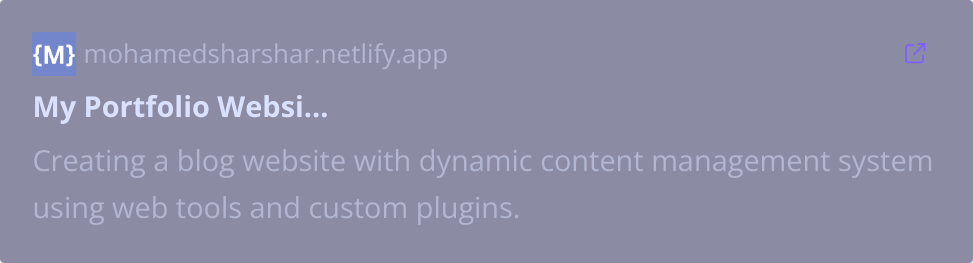 {M} mohamedsharshar.netlify.app
My Portfolio Websi...
Creating a blog website with dynamic content management system
using web tools and custom plugins.